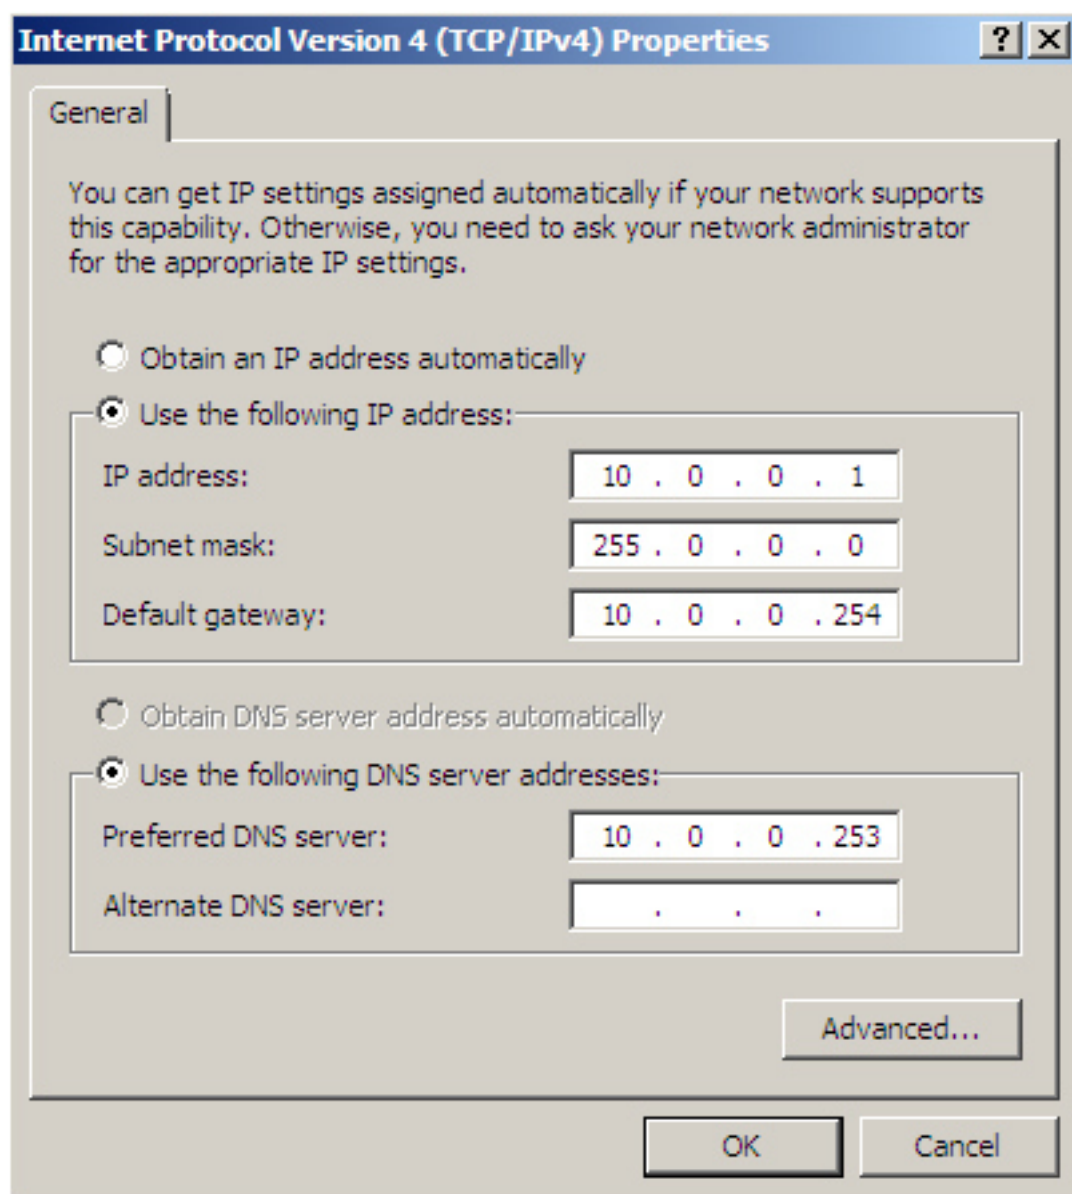 Internet Protocol Version 4 (TCP/IPv4) Properties
General
You can get IP settings assigned automatically if your network supports
this capability. Otherwise, you need to ask your network administrator
for the appropriate IP settings.
Obtain an IP address automatically
Use the following IP address:
IP address: 10 . 0 . 0 . 1
Subnet mask: 255 . 0 . 0 . 0
Default gateway: 10 . 0 . 0 . 254
Obtain DNS server address automatically
Use the following DNS server addresses:
Preferred DNS server: 10 . 0 . 0 . 253
Alternate DNS server: . . .
Advanced...
OK Cancel